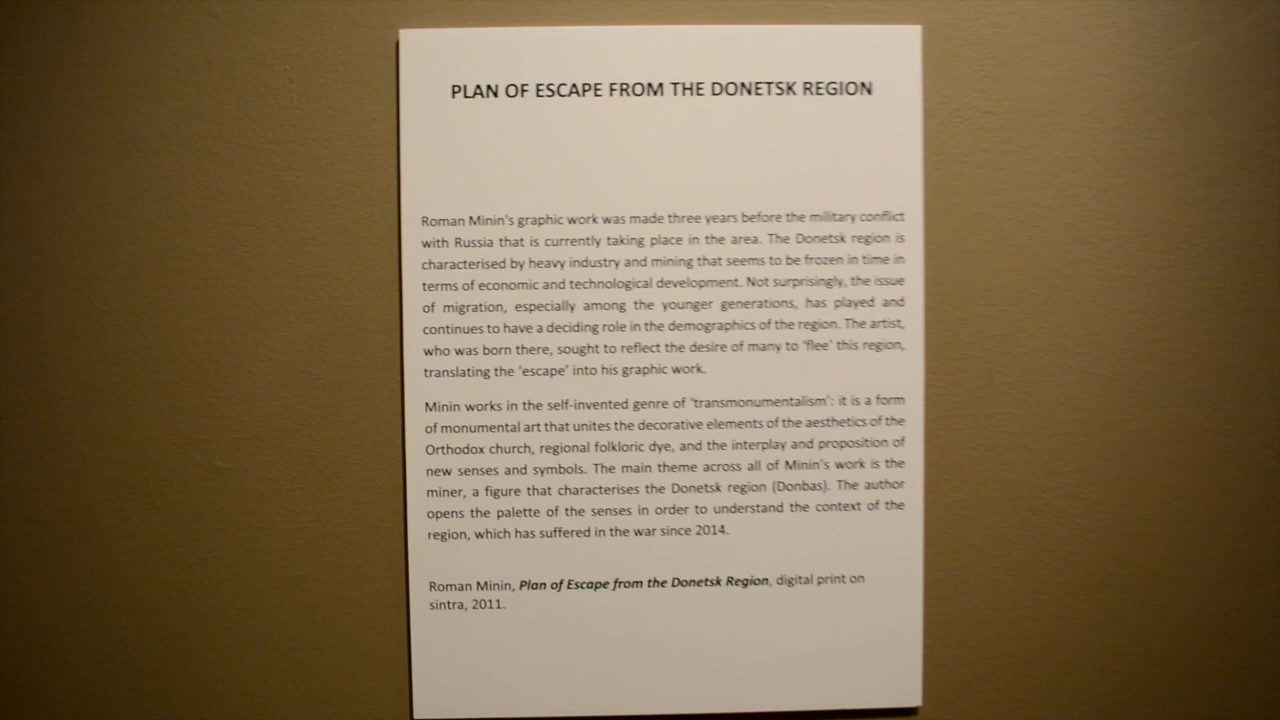 PLAN OF ESCAPE FROM THE DONETSK REGION
Roman Minin's graphic work was made three years before the military conflict
with Russia that is currently taking place in the area. The Donetsk region is
characterised by heavy industry and mining that seems to be frozen in time in
terms of economic and technological development. Not surprisingly, the issue
of migration, especially among the younger generations, has played and
continues to have a deciding role in the demographics of the region. The artist,
who was born there, sought to reflect the desire of many to 'flee' this region,
translating the 'escape' into his graphic work.
Minin works in the self-invented genre of 'transmonumentalism': it is a form
of monumental art that unites the decorative elements of the aesthetics of the
Orthodox church, regional folkloric dye, and the interplay and proposition of
new senses and symbols. The main theme across all of Minin's work is the
miner, a figure that characterises the Donetsk region (Donbas). The author
opens the palette of the senses in order to understand the context of the
region, which has suffered in the war since 2014.
Roman Minin, Plan of Escape from the Donetsk Region, digital print on
sintra, 2011.